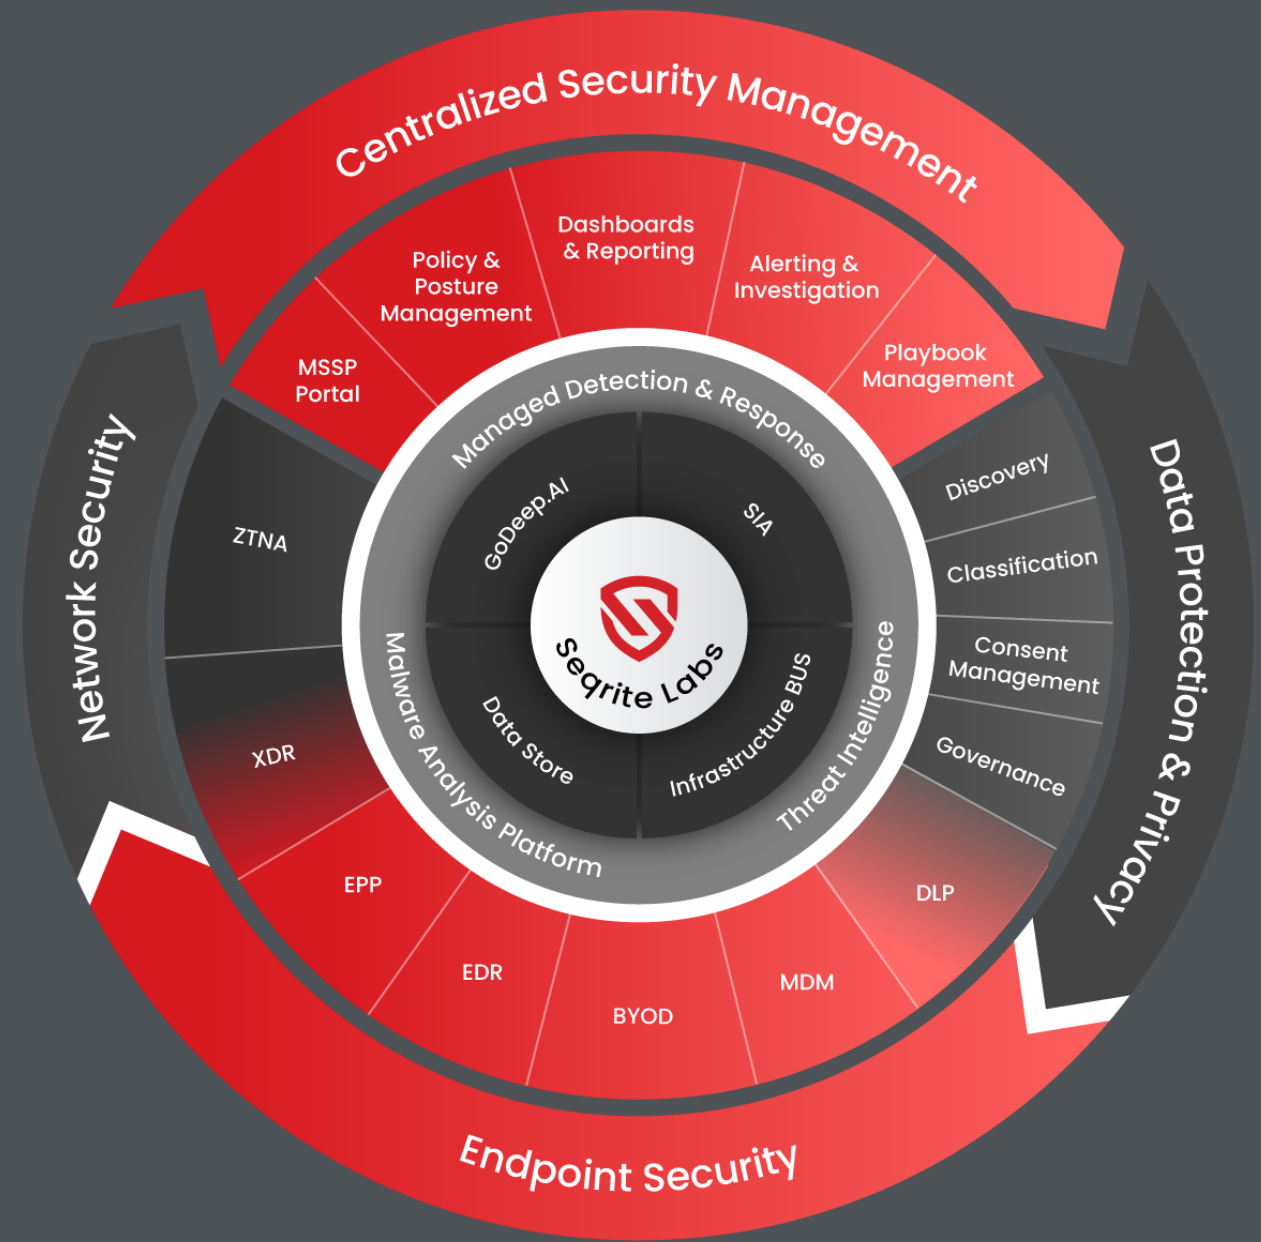 Centralized Security Management
Dashboards
& Reporting
Policy &
Posture
Management
Alerting &
Investigation
MSSP
Portal
Playbook
Management
Network Security
ZTNA
XDR
Data Protection & Privacy
Discovery
Classification
Consent
Management
Governance
DLP
Endpoint Security
EPP
EDR
BYOD
MDM
Managed Detection & Response
Malware Analysis Platform
Threat Intelligence
GoDeep.AI
SIA
Data Store
Infrastructure BUS
Seqrite Labs